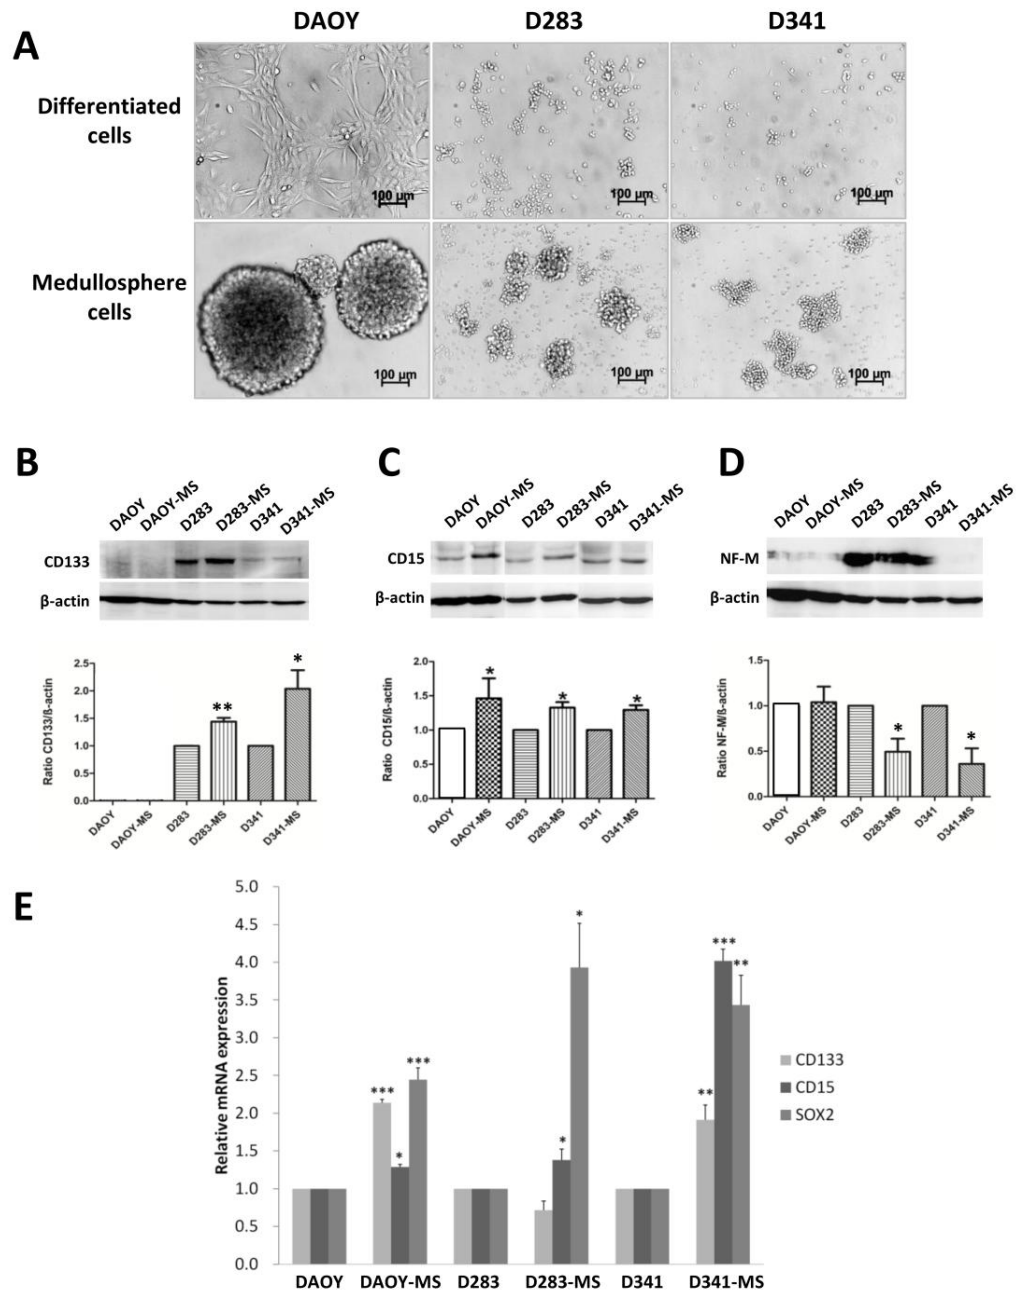 DAOY D283 D341
A
Differentiated
cells
100 μm 100 μm 100 μm
Medullosphere
cells
100 μm 100 μm 100 μm
B
DAOY DAOY-MS D283 D283-MS D341 D341-MS
CD133
β-actin
Ratio CD133/ß-actin
2.5
2.0
1.5
1.0
0.5
0.0
** *
DAOY DAOY-MS D283 D283-MS D341 D341-MS
C
DAOY DAOY-MS D283 D283-MS D341 D341-MS
CD15
β-actin
Ratio CD15/ß-actin
2.0
1.5
1.0
0.5
0.0
* * *
DAOY DAOY-MS D283 D283-MS D341 D341-MS
D
DAOY DAOY-MS D283 D283-MS D341 D341-MS
NF-M
β-actin
Ratio NF-M/ß-actin
1.5
1.0
0.5
0.0
* *
DAOY DAOY-MS D283 D283-MS D341 D341-MS
E
Relative mRNA expression
5.0
4.5
4.0
3.5
3.0
2.5
2.0
1.5
1.0
0.5
0.0
*** * *** * * ** *** **
DAOY DAOY-MS D283 D283-MS D341 D341-MS
CD133
CD15
SOX2